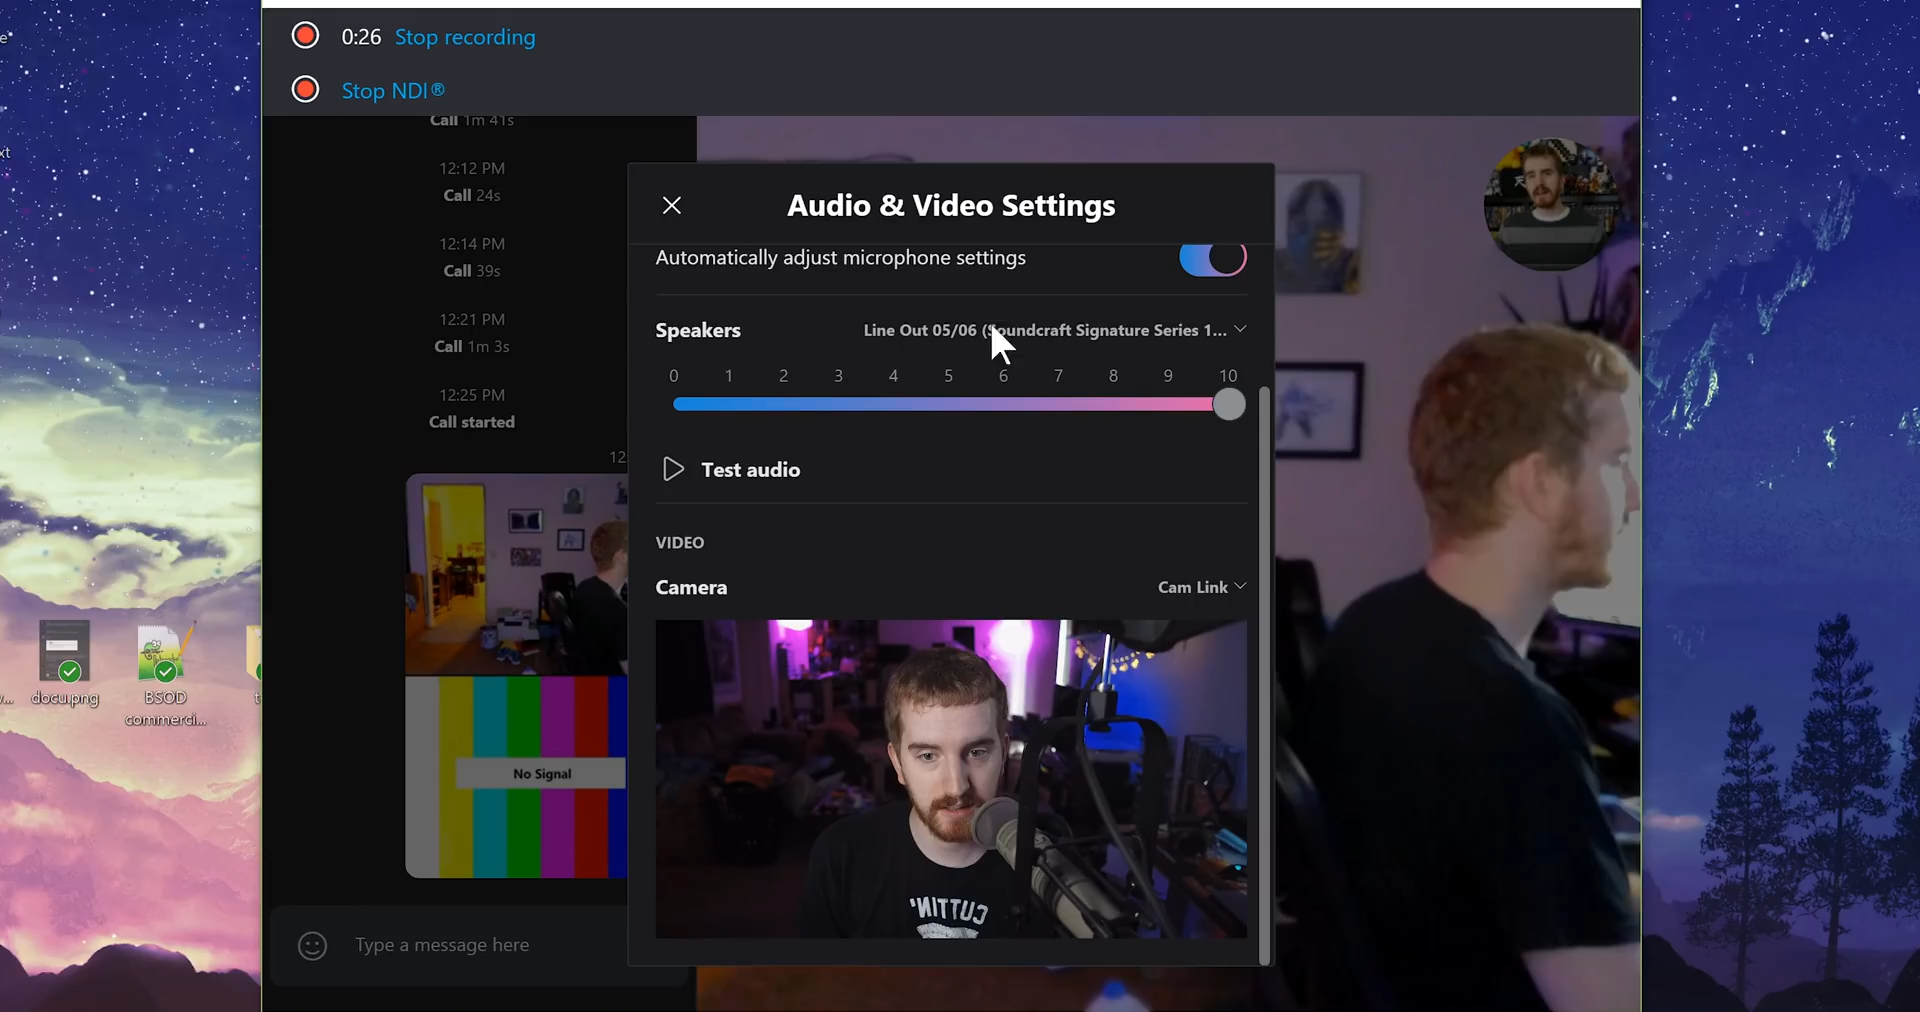 0:26 Stop recording
Stop NDI®
Call 1m 41s
12:12 PM
Call 24s
12:14 PM
Call 39s
12:21 PM
Call 1m 3s
12:25 PM
Call started
12:
No Signal
Type a message here
Audio & Video Settings
Automatically adjust microphone settings
Speakers
Line Out 05/06 (Soundcraft Signature Series 1...
0 1 2 3 4 5 6 7 8 9 10
Test audio
VIDEO
Camera
Cam Link
CUTTIN'
docu.png
BSOD
commerci...